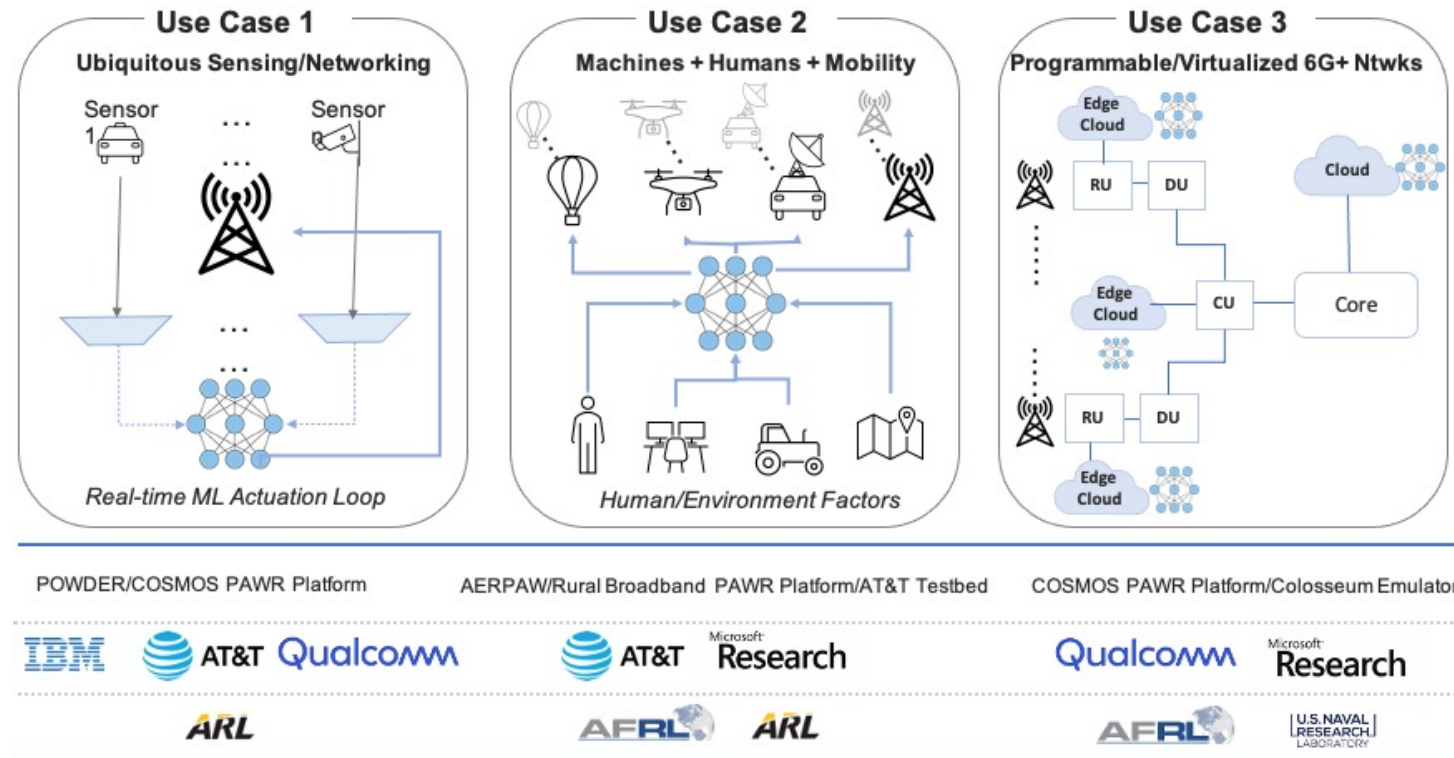 Use Case 1
Ubiquitous Sensing/Networking
Sensor
1
Sensor
...
...
...
...
Real-time ML Actuation Loop
Use Case 2
Machines + Humans + Mobility
Human/Environment Factors
Use Case 3
Programmable/Virtualized 6G+ Ntwks
Edge
Cloud
RU
DU
Cloud
Edge
Cloud
CU
Core
RU
DU
Edge
Cloud
POWDER/COSMOS PAWR Platform
AERPAW/Rural Broadband PAWR Platform/AT&T Testbed
COSMOS PAWR Platform/Colosseum Emulator
IBM
AT&T
Qualcomm
AT&T
Microsoft
Research
Qualcomm
Microsoft
Research
ARL
AFRL
ARL
AFRL
U.S. NAVAL
RESEARCH
LABORATORY